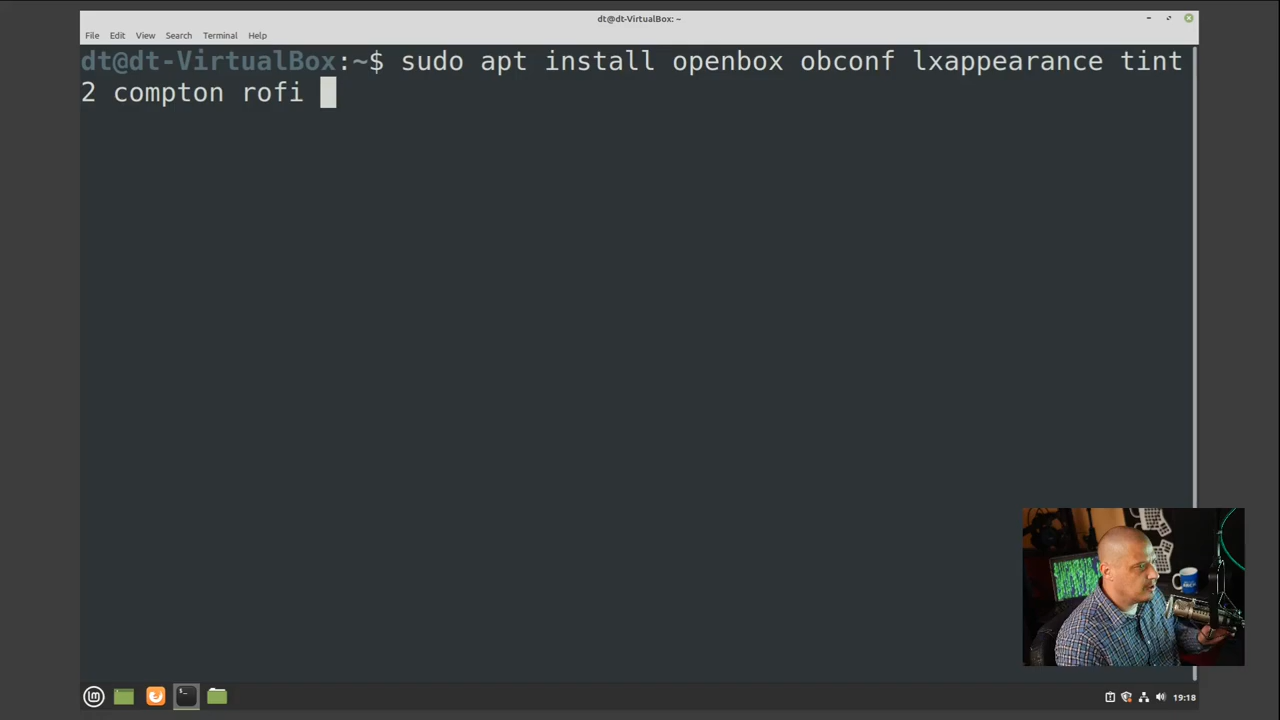 dt@dt-VirtualBox: ~
File Edit View Search Terminal Help
dt@dt-VirtualBox:~$ sudo apt install openbox obconf lxappearance tint
2 compton rofi
19:18